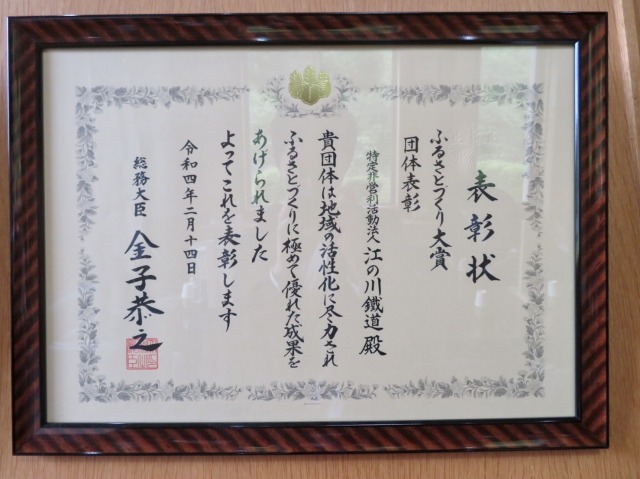 表彰状
ふるさとづくり大賞
団体表彰
特定非営利活動法人 江の川鐵道 殿
貴団体は地域の活性化に尽力され
ふるさとづくりに極めて優れた成果を
あげられました
よってこれを表彰します
令和四年二月十四日
総務大臣 金子恭之